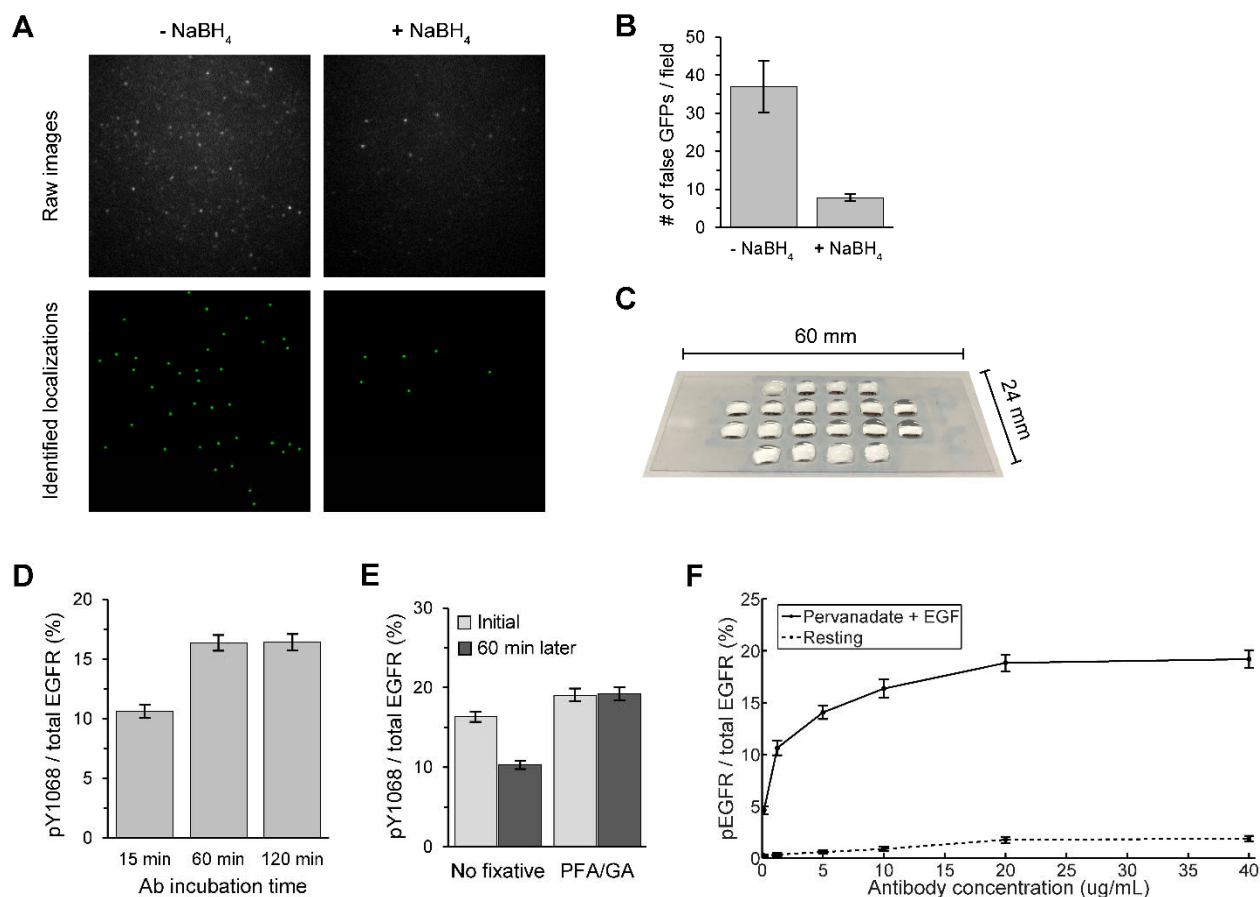 A
- NaBH4
+ NaBH4
Raw images
Identified localizations
B
# of false GFPs / field
50
40
30
20
10
0
- NaBH4
+ NaBH4
C
60 mm
24 mm
D
pY1068 / total EGFR (%)
20
15
10
5
0
15 min
60 min
120 min
Ab incubation time
E
pY1068 / total EGFR (%)
30
20
10
0
Initial
60 min later
No fixative
PFA/GA
F
pEGFR / total EGFR (%)
25
20
15
10
5
0
Pervanadate + EGF
Resting
0 5 10 15 20 25 30 35 40
Antibody concentration (ug/mL)